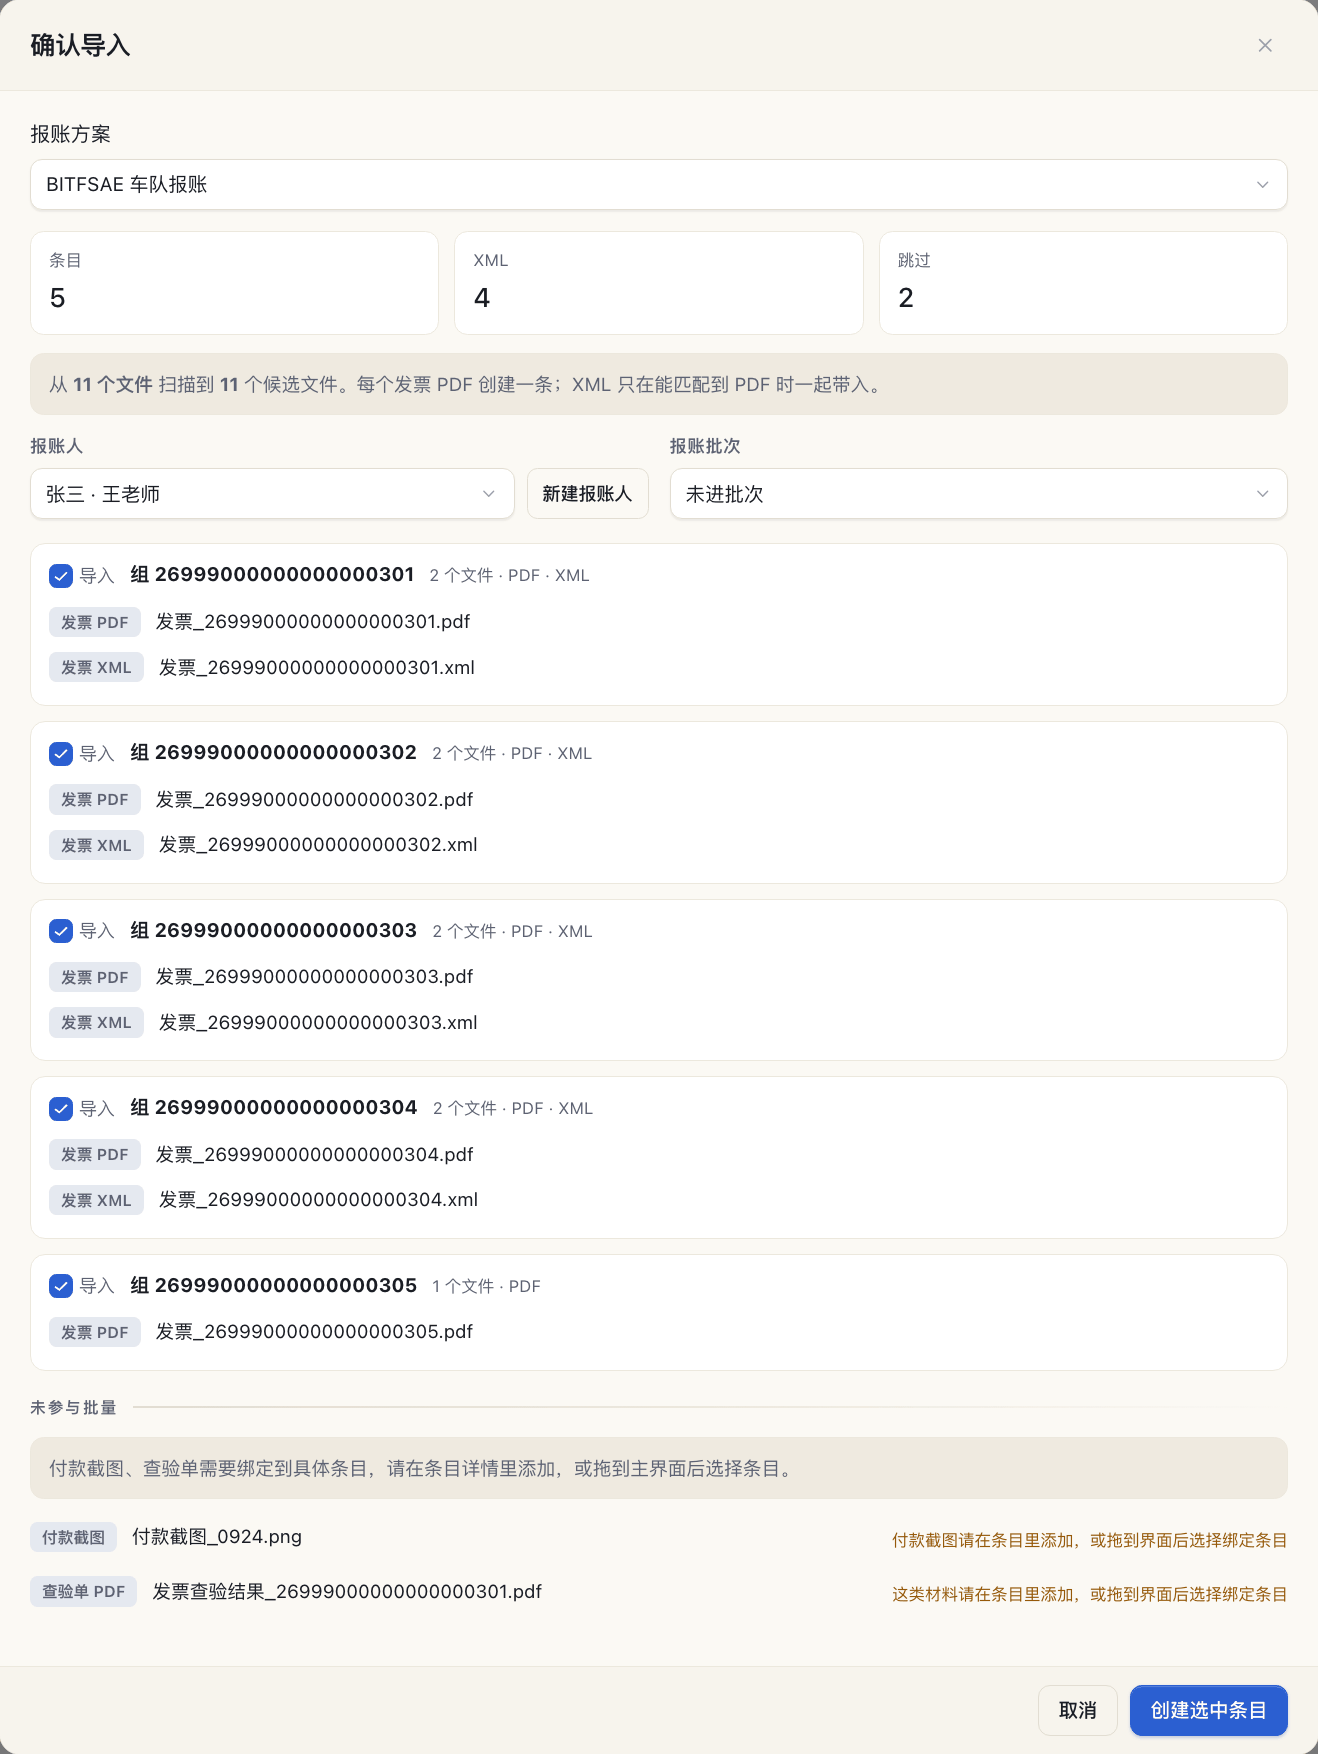 确认导入
报账方案
BITFSAE 车队报账
条目
5
XML
4
跳过
2
从 11 个文件 扫描到 11 个候选文件。每个发票 PDF 创建一条；XML 只在能匹配到 PDF 时一起带入。
报账人
张三 · 王老师
新建报账人
报账批次
未进批次
导入 组 26999000000000000301 2 个文件 · PDF · XML
发票 PDF 发票_26999000000000000301.pdf
发票 XML 发票_26999000000000000301.xml
导入 组 26999000000000000302 2 个文件 · PDF · XML
发票 PDF 发票_26999000000000000302.pdf
发票 XML 发票_26999000000000000302.xml
导入 组 26999000000000000303 2 个文件 · PDF · XML
发票 PDF 发票_26999000000000000303.pdf
发票 XML 发票_26999000000000000303.xml
导入 组 26999000000000000304 2 个文件 · PDF · XML
发票 PDF 发票_26999000000000000304.pdf
发票 XML 发票_26999000000000000304.xml
导入 组 26999000000000000305 1 个文件 · PDF
发票 PDF 发票_26999000000000000305.pdf
未参与批量
付款截图、查验单需要绑定到具体条目，请在条目详情里添加，或拖到主界面后选择条目。
付款截图 付款截图_0924.png 付款截图请在条目里添加，或拖到界面后选择绑定条目
查验单 PDF 发票查验结果_26999000000000000301.pdf 这类材料请在条目里添加，或拖到界面后选择绑定条目
取消
创建选中条目